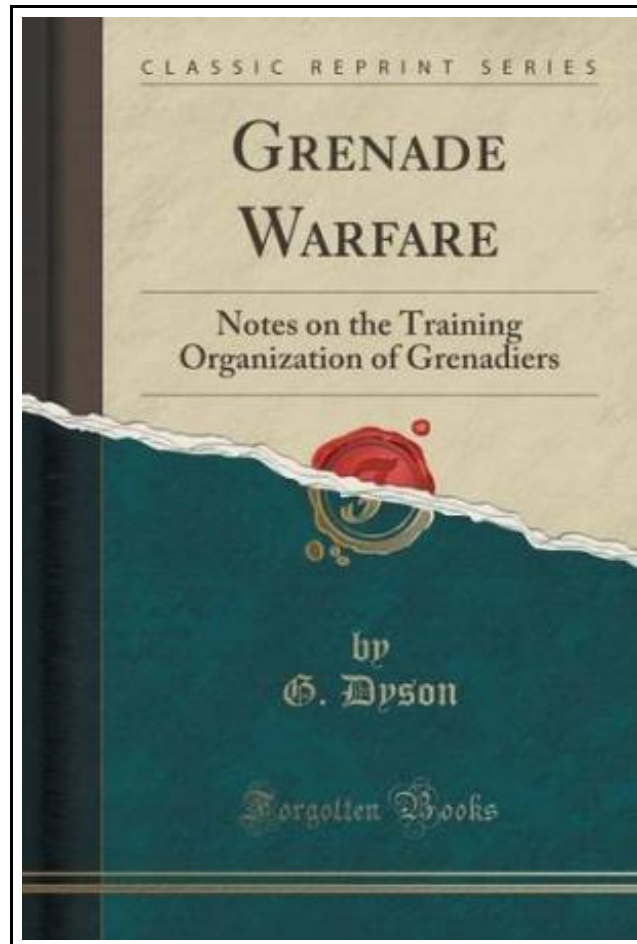 CLASSIC REPRINT SERIES
GRENADE
WARFARE
Notes on the Training
Organization of Grenadiers
F
by
G. Dyson
Forgotten Books